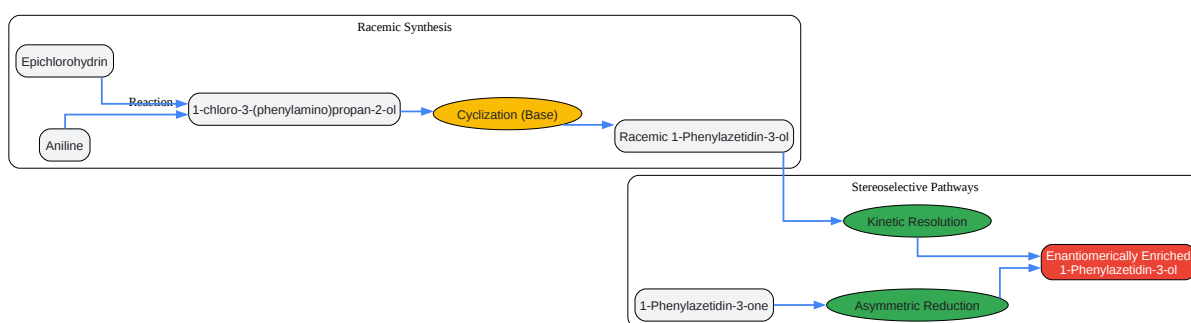 Racemic Synthesis
Epichlorohydrin
Reaction
1-chloro-3-(phenylamino)propan-2-ol
Cyclization (Base)
Aniline
Racemic 1-Phenylazetidin-3-ol
Stereoselective Pathways
Kinetic Resolution
Enantiomerically Enriched
1-Phenylazetidin-3-ol
1-Phenylazetidin-3-one
Asymmetric Reduction